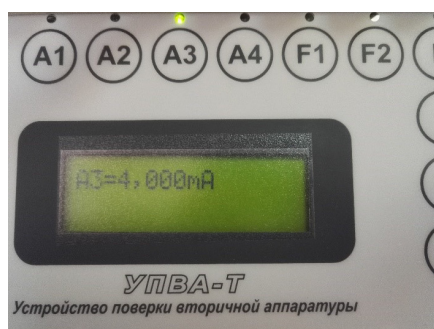 A1 A2 A3 A4 F1 F2
A3=4,000mA
УПВА-Т
Устройство поверки вторичной аппаратуры